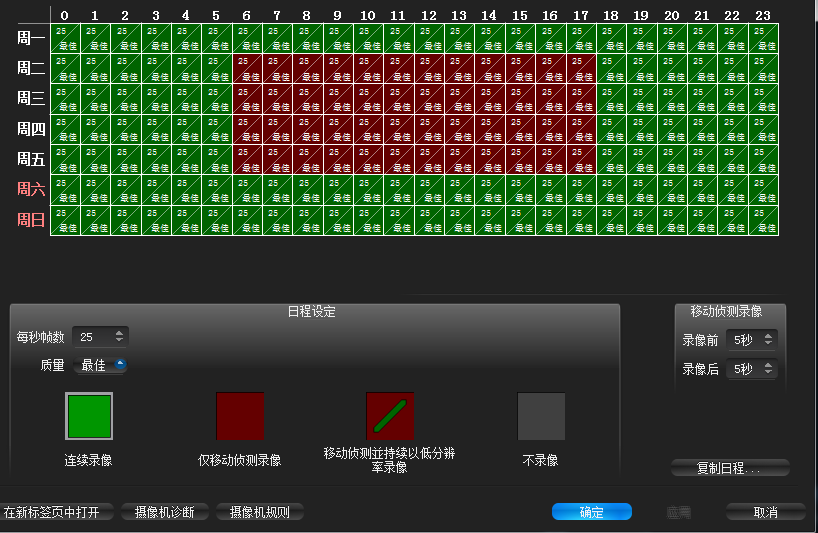 0 1 2 3 4 5 6 7 8 9 10 11 12 13 14 15 16 17 18 19 20 21 22 23
周一 25 25 25 25 25 25 25 25 25 25 25 25 25 25 25 25 25 25 25 25 25 25 25 25
最佳 最佳 最佳 最佳 最佳 最佳 最佳 最佳 最佳 最佳 最佳 最佳 最佳 最佳 最佳 最佳 最佳 最佳 最佳 最佳 最佳 最佳 最佳 最佳
周二 25 25 25 25 25 25 25 25 25 25 25 25 25 25 25 25 25 25 25 25 25 25 25 25
最佳 最佳 最佳 最佳 最佳 最佳 最佳 最佳 最佳 最佳 最佳 最佳 最佳 最佳 最佳 最佳 最佳 最佳 最佳 最佳 最佳 最佳 最佳 最佳
周三 25 25 25 25 25 25 25 25 25 25 25 25 25 25 25 25 25 25 25 25 25 25 25 25
最佳 最佳 最佳 最佳 最佳 最佳 最佳 最佳 最佳 最佳 最佳 最佳 最佳 最佳 最佳 最佳 最佳 最佳 最佳 最佳 最佳 最佳 最佳 最佳
周四 25 25 25 25 25 25 25 25 25 25 25 25 25 25 25 25 25 25 25 25 25 25 25 25
最佳 最佳 最佳 最佳 最佳 最佳 最佳 最佳 最佳 最佳 最佳 最佳 最佳 最佳 最佳 最佳 最佳 最佳 最佳 最佳 最佳 最佳 最佳 最佳
周五 25 25 25 25 25 25 25 25 25 25 25 25 25 25 25 25 25 25 25 25 25 25 25 25
最佳 最佳 最佳 最佳 最佳 最佳 最佳 最佳 最佳 最佳 最佳 最佳 最佳 最佳 最佳 最佳 最佳 最佳 最佳 最佳 最佳 最佳 最佳 最佳
周六 25 25 25 25 25 25 25 25 25 25 25 25 25 25 25 25 25 25 25 25 25 25 25 25
最佳 最佳 最佳 最佳 最佳 最佳 最佳 最佳 最佳 最佳 最佳 最佳 最佳 最佳 最佳 最佳 最佳 最佳 最佳 最佳 最佳 最佳 最佳 最佳
周日 25 25 25 25 25 25 25 25 25 25 25 25 25 25 25 25 25 25 25 25 25 25 25 25
最佳 最佳 最佳 最佳 最佳 最佳 最佳 最佳 最佳 最佳 最佳 最佳 最佳 最佳 最佳 最佳 最佳 最佳 最佳 最佳 最佳 最佳 最佳 最佳
日程设定
每秒帧数 25
质量 最佳
连续录像
仅移动侦测录像
移动侦测并持续以低分辨
率录像
不录像
移动侦测录像
录像前 5秒
录像后 5秒
复制日程...
在新标签页中打开 摄像机诊断 摄像机规则 确定 取消